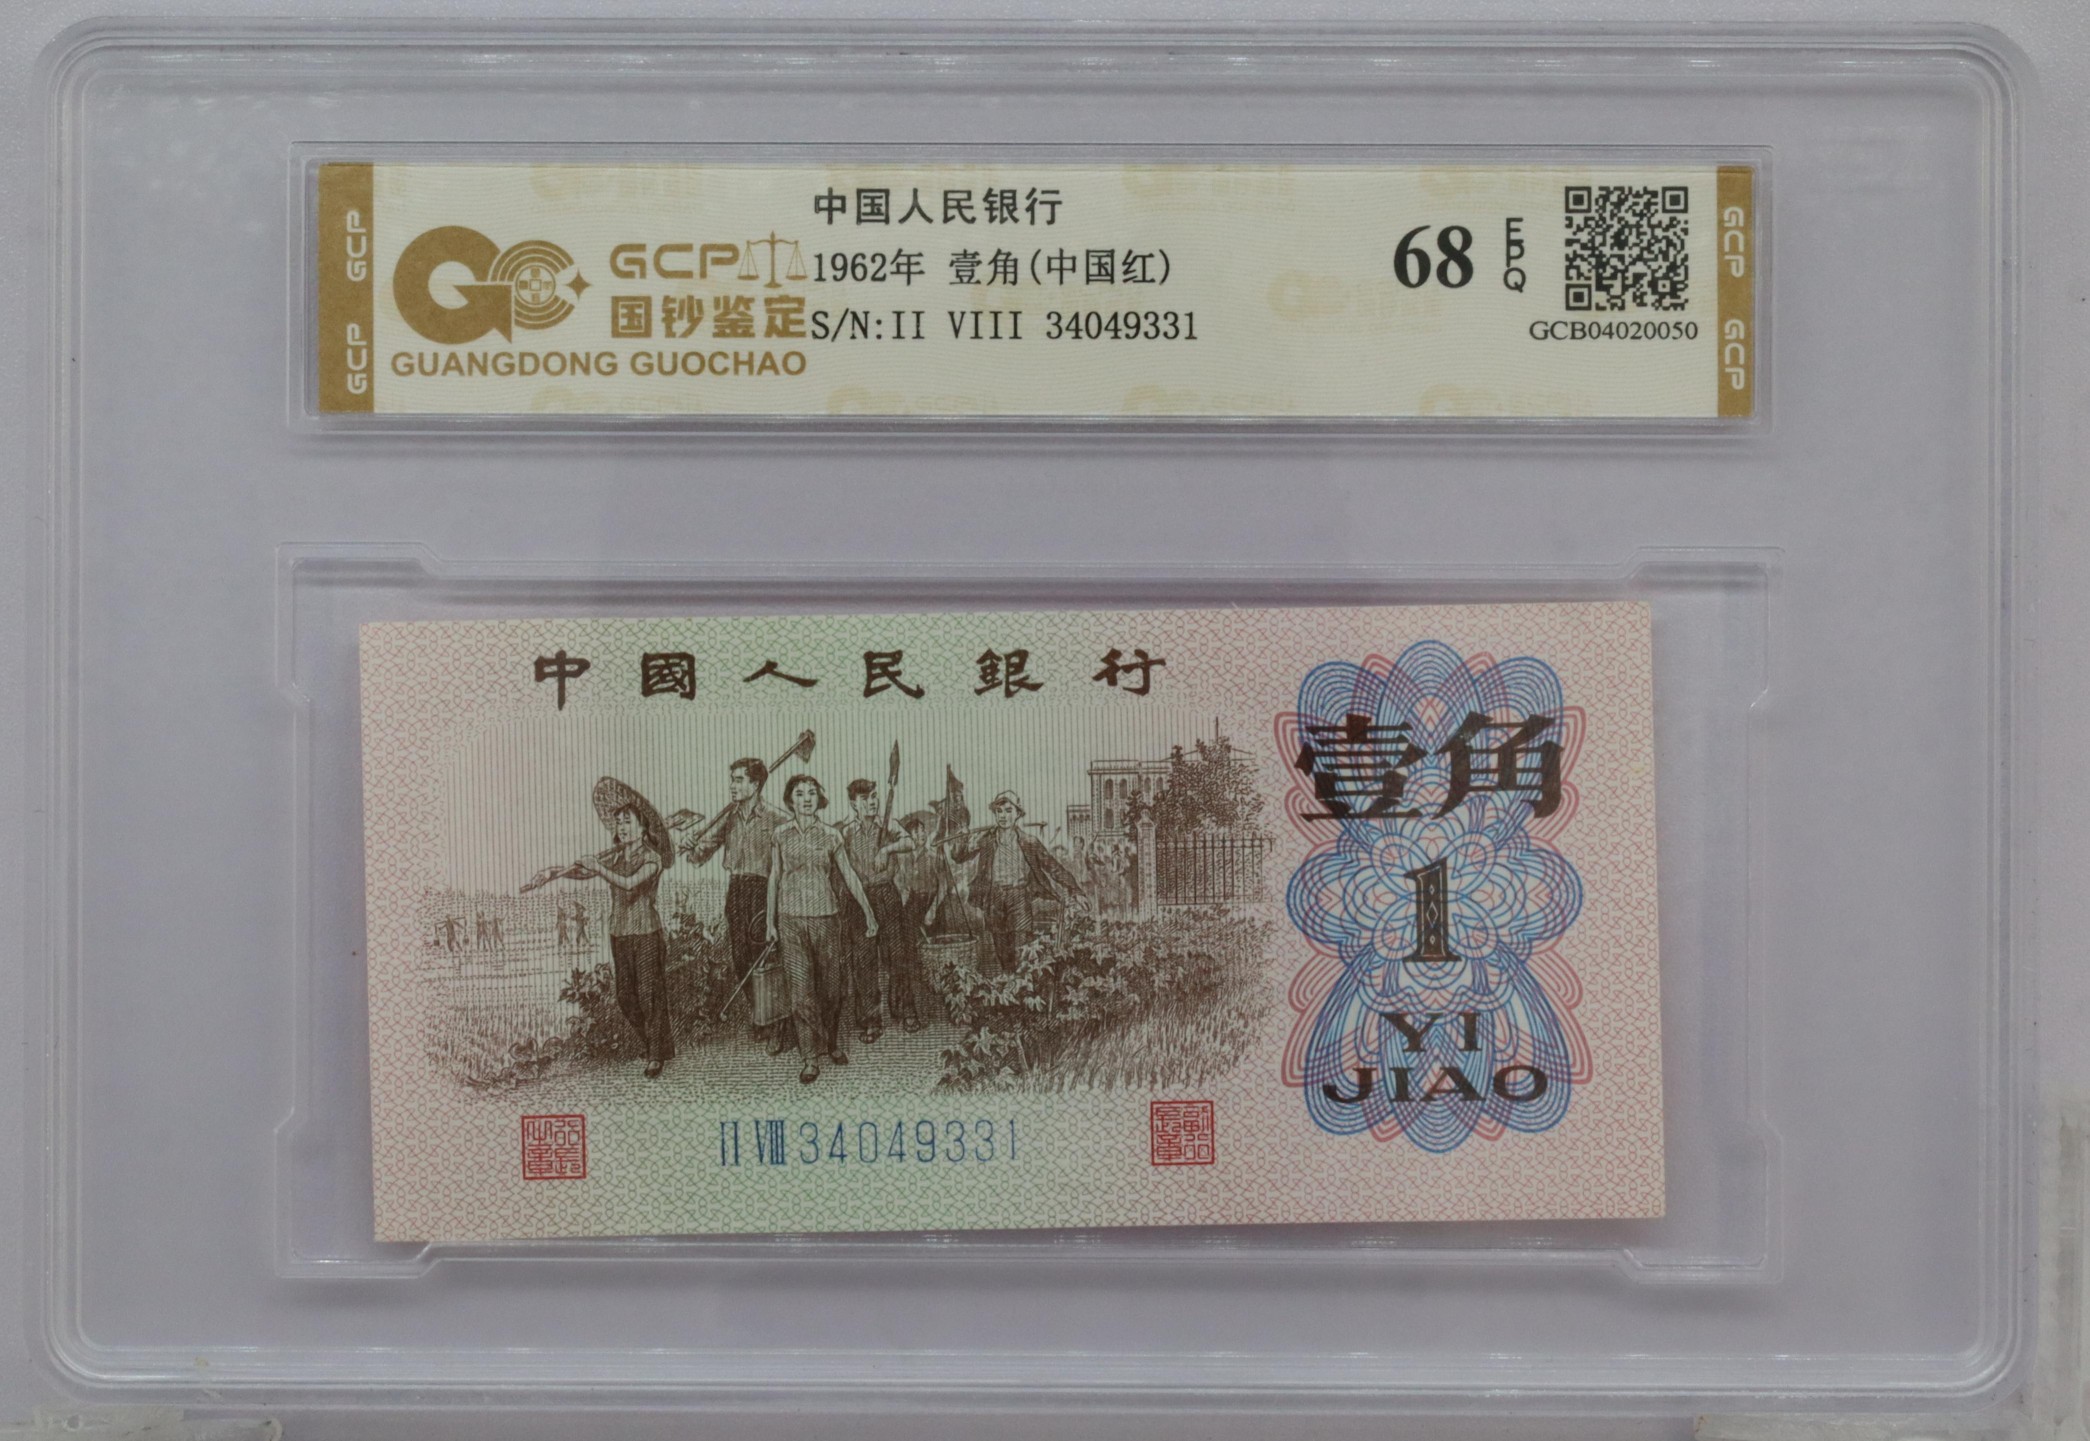 GCP
GCP
GCP
国钞鉴定
GUANGDONG GUOCHAO
中国人民银行
1962年 壹角(中国红)
S/N:II VIII 34049331
68
EPQ
GCB04020050
GCP
GCP
中國人民銀行
壹角
1
YI
JIAO
II VIII 34049331